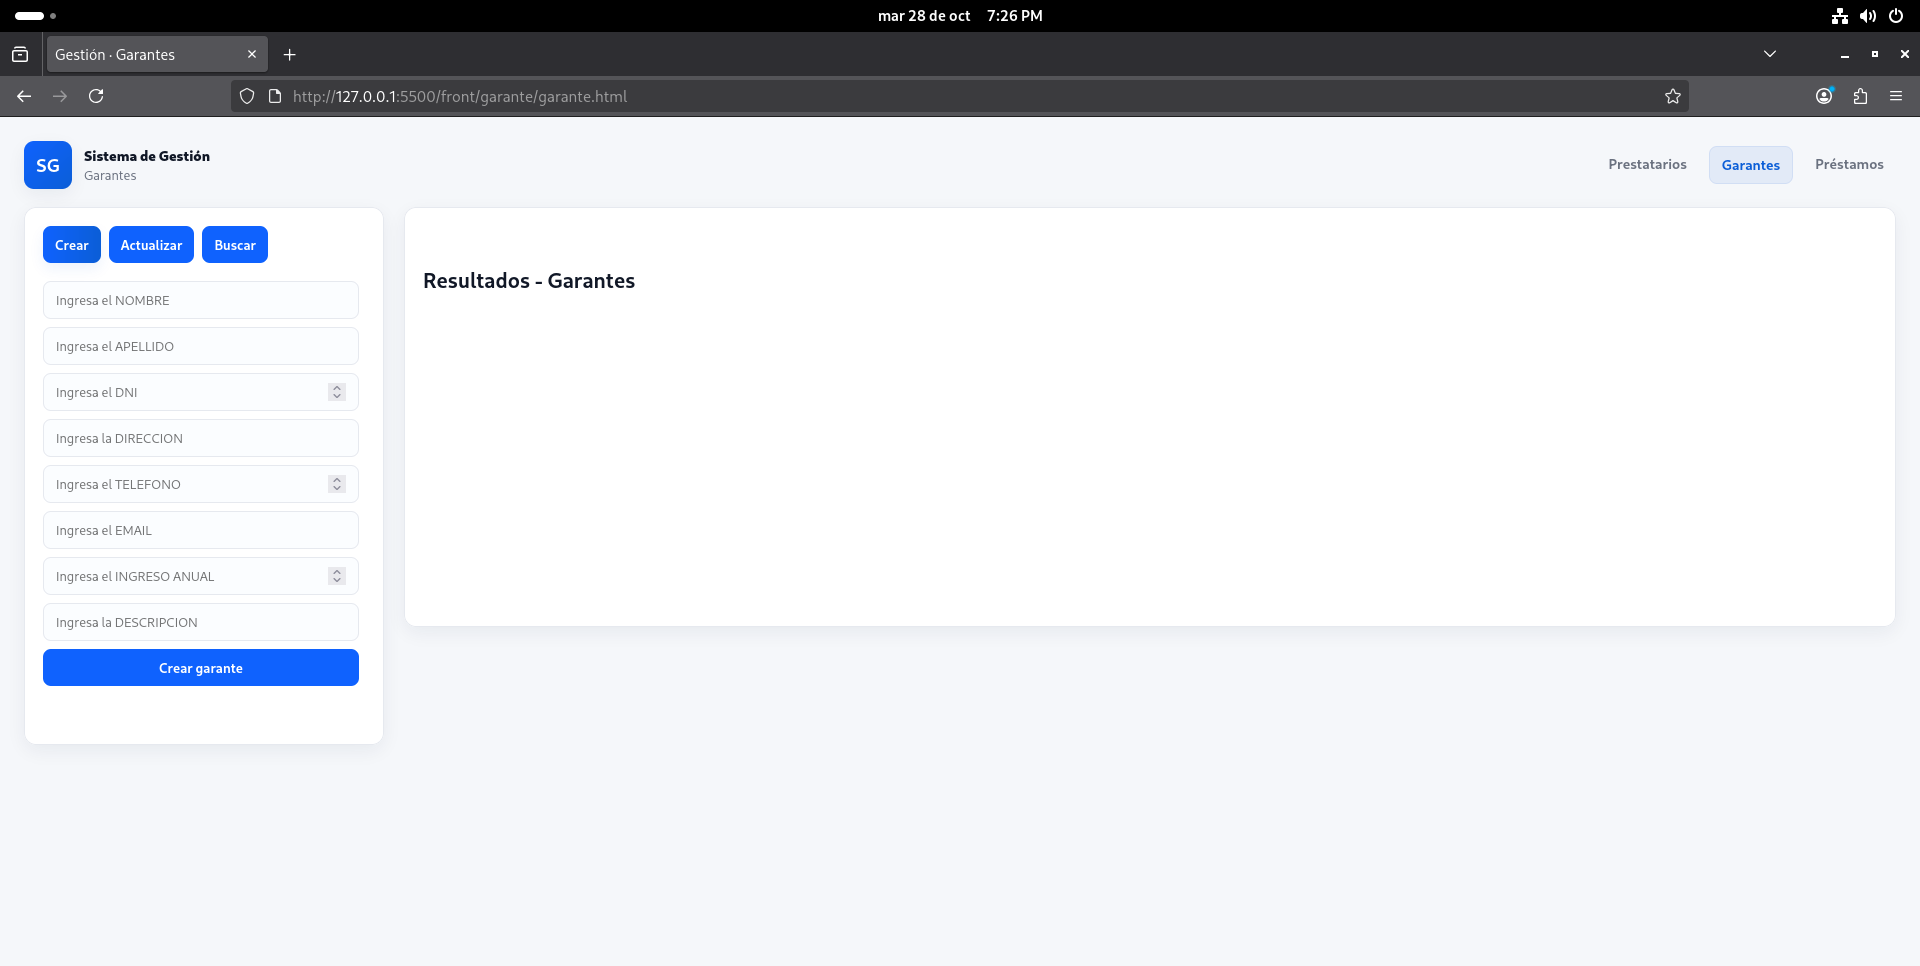 mar 28 de oct 7:26 PM
Gestión · Garantes
http://127.0.0.1:5500/front/garante/garante.html
SG
Sistema de Gestión
Garantes
Prestatarios
Garantes
Préstamos
Crear
Actualizar
Buscar
Ingresa el NOMBRE
Ingresa el APELLIDO
Ingresa el DNI
Ingresa la DIRECCION
Ingresa el TELEFONO
Ingresa el EMAIL
Ingresa el INGRESO ANUAL
Ingresa la DESCRIPCION
Crear garante
Resultados - Garantes